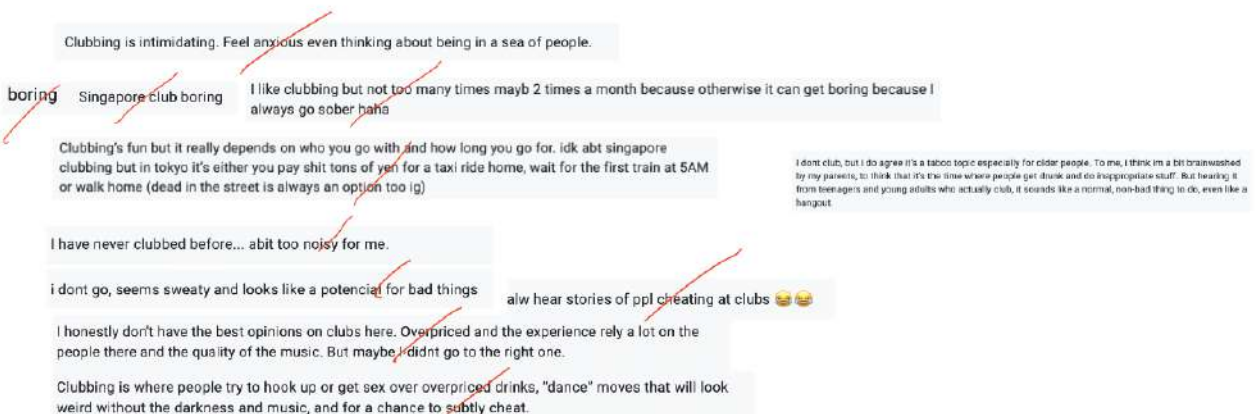 Clubbing is intimidating. Feel anxious even thinking about being in a sea of people.
boring
Singapore club boring
I like clubbing but not too many times mayb 2 times a month because otherwise it can get boring because I
always go sober haha
Clubbing's fun but it really depends on who you go with and how long you go for. idk abt singapore
clubbing but in tokyo it's either you pay shit tons of yen for a taxi ride home, wait for the first train at 5AM
or walk home (dead in the street is always an option too ig)
I dont club, but I do agree it's a taboo topic especially for older people. To me, I think im a bit brainwashed
by my parents, to think that it's the time where people get drunk and do inappropriate stuff. But hearing it
from teenagers and young adults who actually club, it sounds like a normal, non-bad thing to do, even like a
hangout
I have never clubbed before... abit too noisy for me.
i dont go, seems sweaty and looks like a potencial for bad things
alw hear stories of ppl cheating at clubs 😂😂
I honestly don't have the best opinions on clubs here. Overpriced and the experience rely a lot on the
people there and the quality of the music. But maybe I didnt go to the right one.
Clubbing is where people try to hook up or get sex over overpriced drinks, "dance" moves that will look
weird without the darkness and music, and for a chance to subtly cheat.